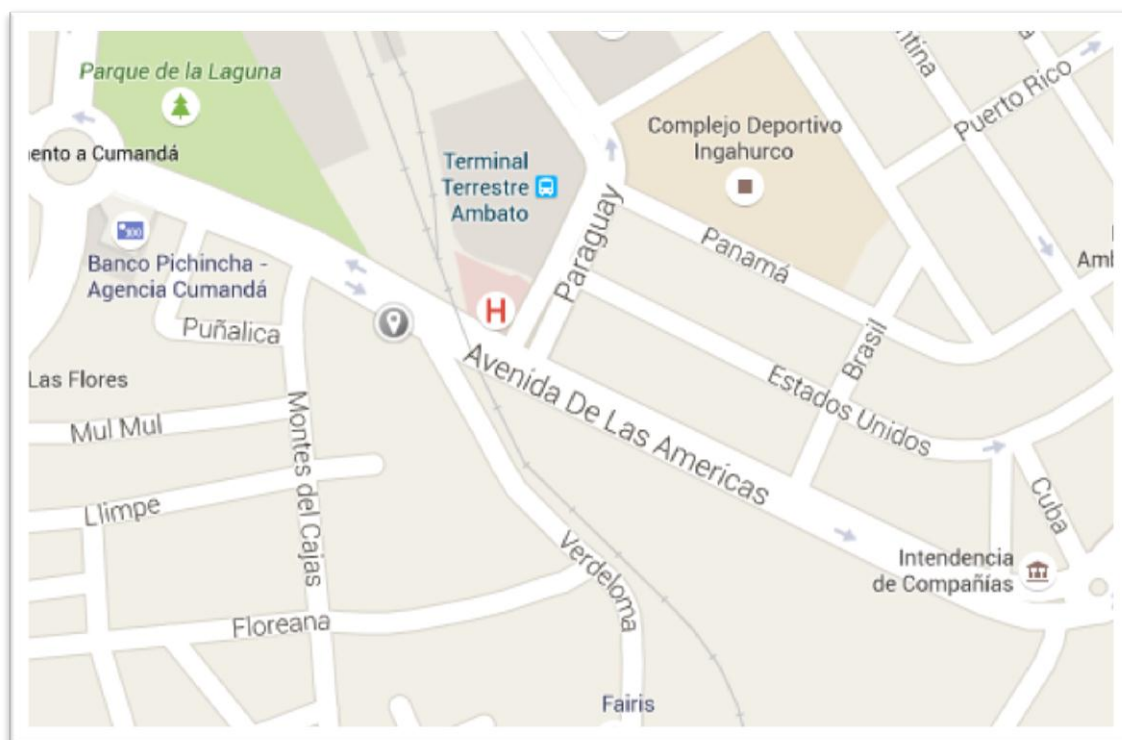 Parque de la Laguna
ntina
Puerto Rico
ento a Cumandá
Complejo Deportivo
Ingahurco
Terminal
Terrestre
Ambato
Paraguay
Panamá
Banco Pichincha -
Agencia Cumandá
Puñalica
H
Avenida De Las Americas
Brasil
Estados Unidos
Las Flores
Mul Mul
Montes del Cajas
Llimpe
Cuba
Verdeloma
Intendencia
de Compañías
Floreana
Fairis